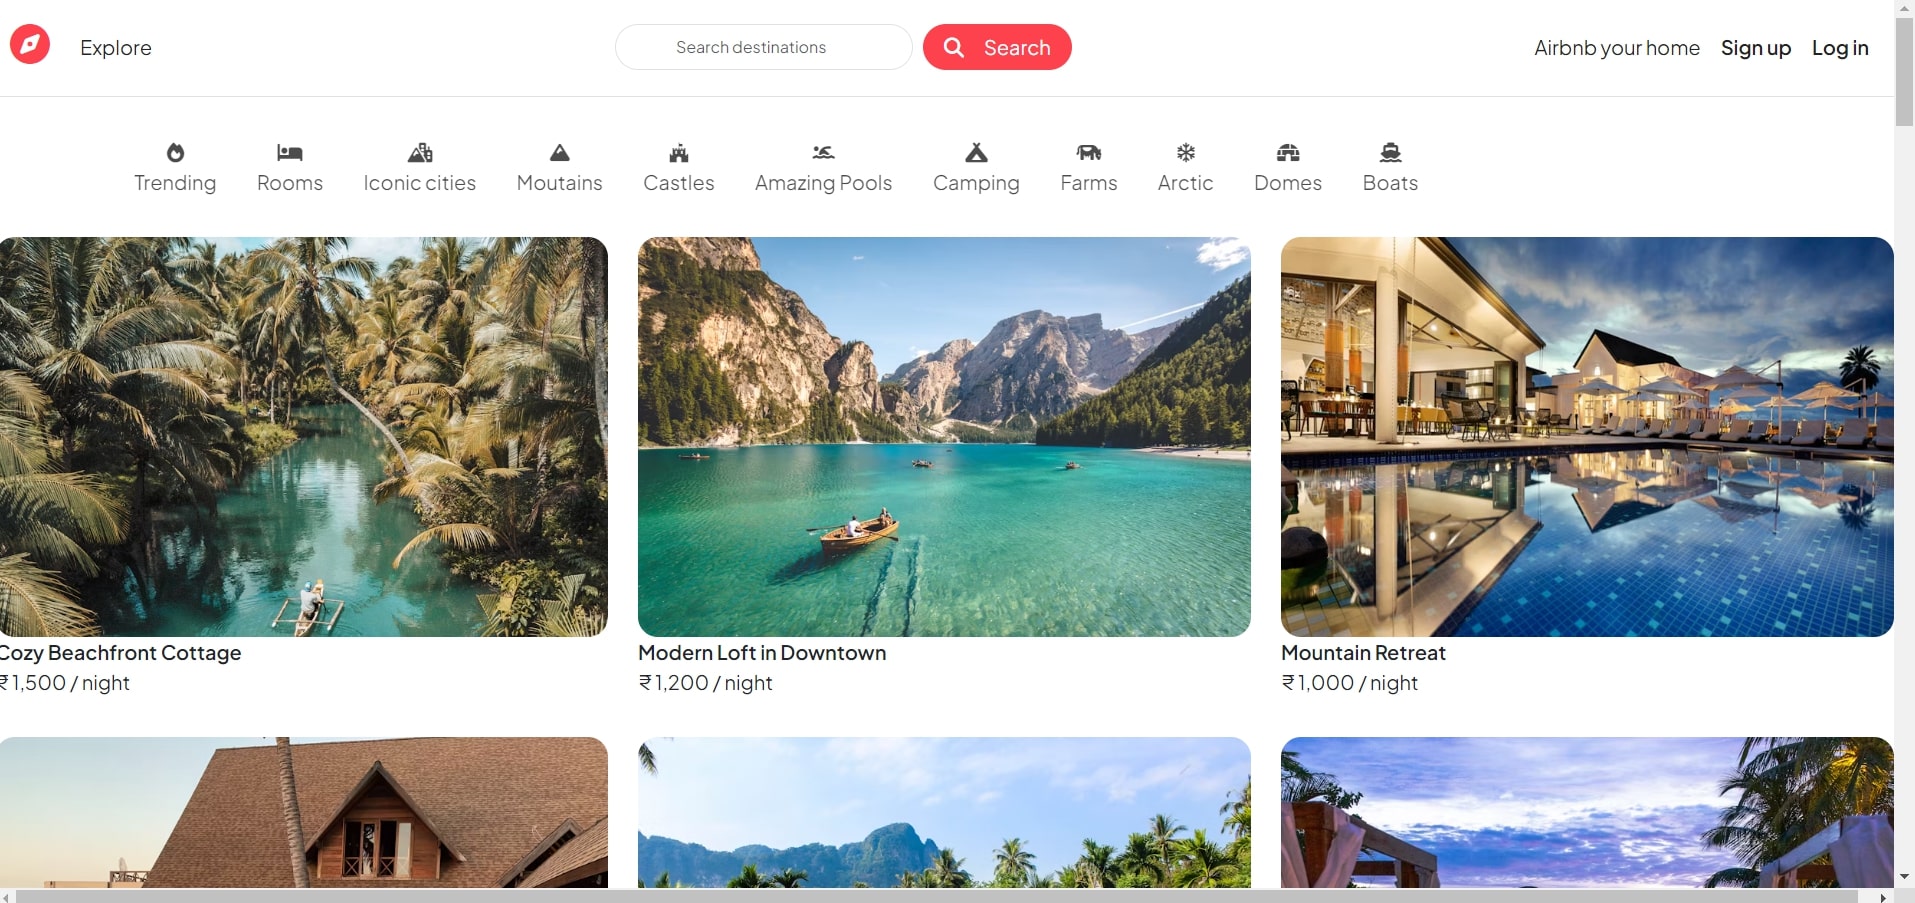 Explore
Search destinations
Search
Airbnb your home
Sign up
Log in
Trending
Rooms
Iconic cities
Moutains
Castles
Amazing Pools
Camping
Farms
Arctic
Domes
Boats
Cozy Beachfront Cottage
₹1,500 / night
Modern Loft in Downtown
₹1,200 / night
Mountain Retreat
₹1,000 / night